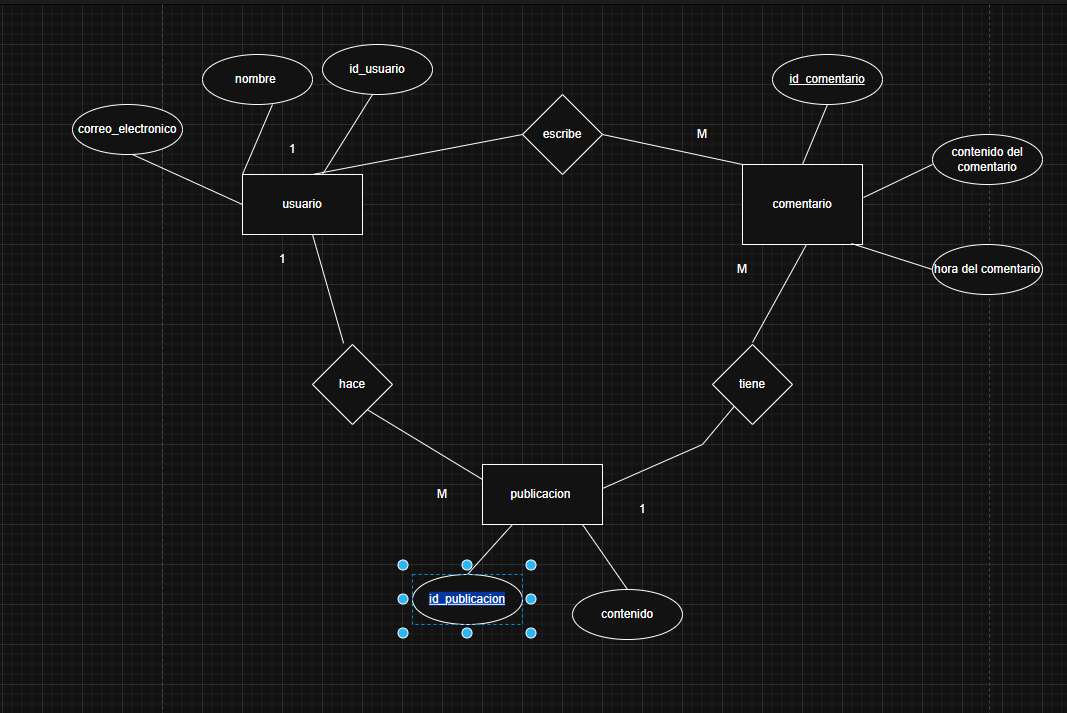 nombre
id_usuario
id_comentario
correo_electronico
1
escribe
M
contenido del
comentario
usuario
comentario
1
M
hora del comentario
hace
tiene
M
publicacion
1
id_publicacion
contenido